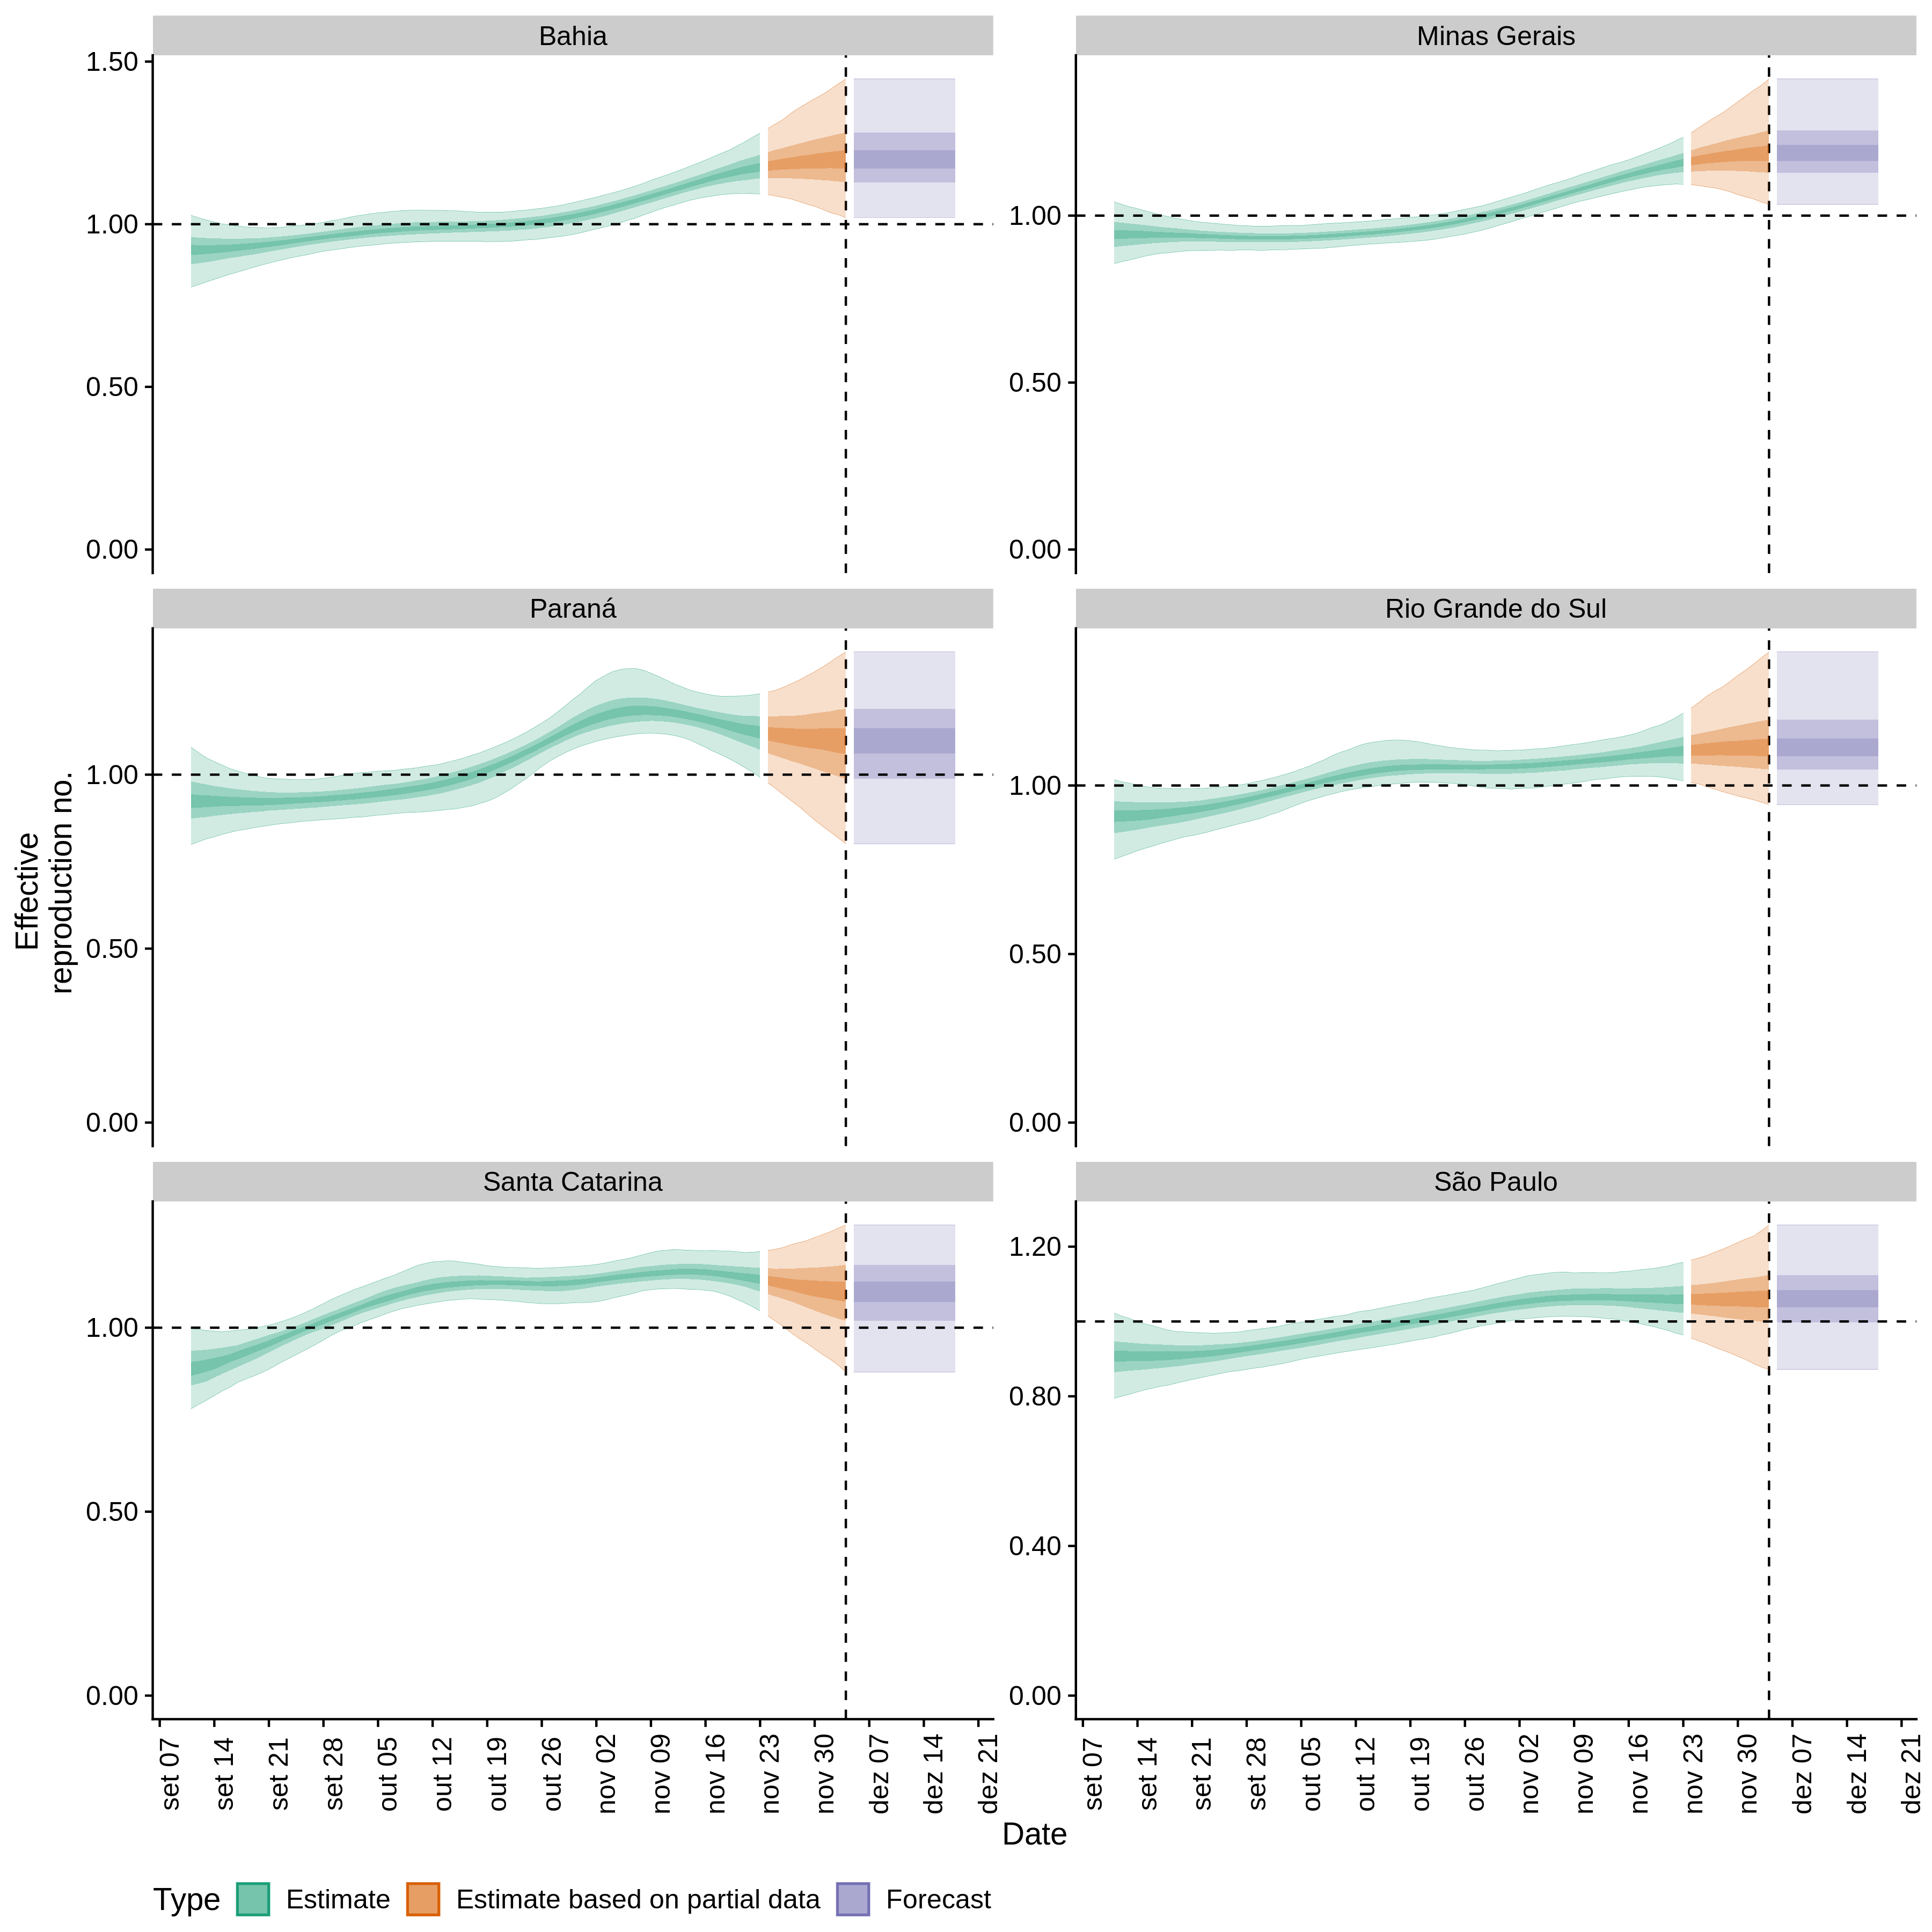 Bahia
Minas Gerais
1.50
1.00
0.50
0.00
1.00
0.50
0.00
Paraná
Rio Grande do Sul
1.00
0.50
0.00
1.00
0.50
0.00
Effective
reproduction no.
Santa Catarina
São Paulo
1.00
0.50
0.00
1.20
0.80
0.40
0.00
set 07
set 14
set 21
set 28
out 05
out 12
out 19
out 26
nov 02
nov 09
nov 16
nov 23
nov 30
dez 07
dez 14
dez 21
set 07
set 14
set 21
set 28
out 05
out 12
out 19
out 26
nov 02
nov 09
nov 16
nov 23
nov 30
dez 07
dez 14
dez 21
Date
Type Estimate Estimate based on partial data Forecast